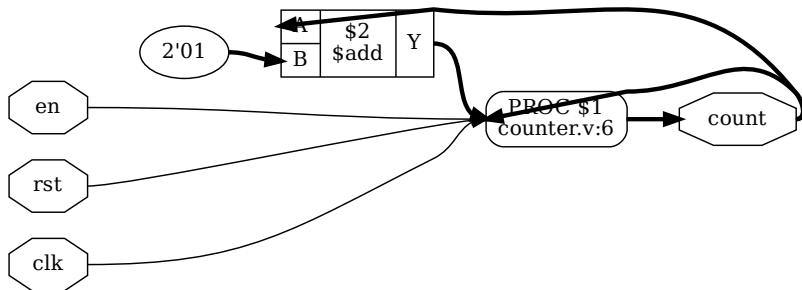 2'01
A
B
$2
$add
Y
en
rst
clk
PROC $1
counter.v:6
count